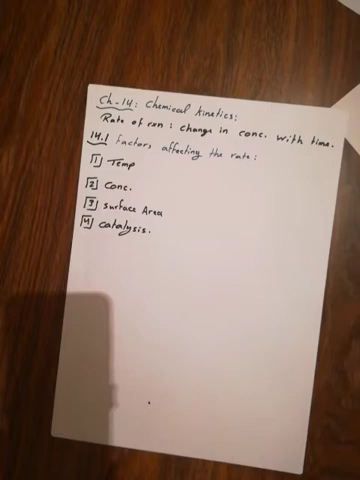 Ch-14: Chemical kinetics:
Rate of rxn : change in conc. with time.
14.1 Factors affecting the rate:
1 Temp
2 Conc.
3 Surface Area
4 catalysis.